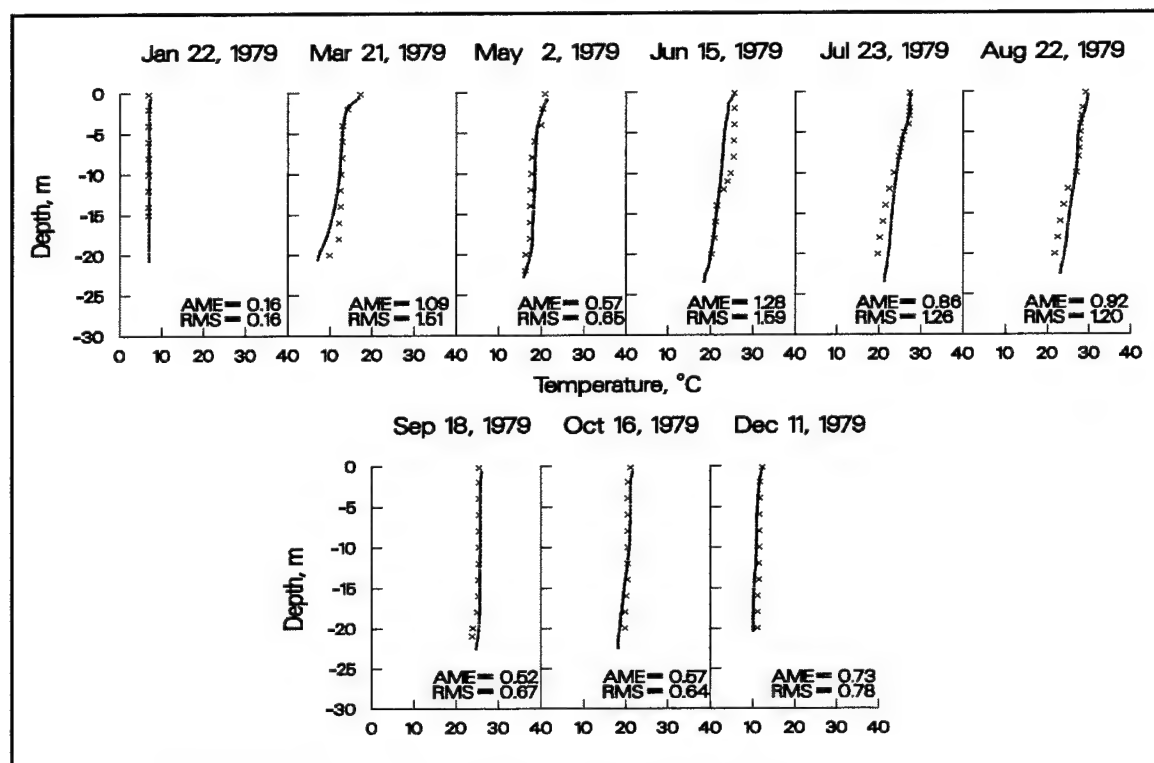 Jan 22, 1979 Mar 21, 1979 May 2, 1979 Jun 15, 1979 Jul 23, 1979 Aug 22, 1979
0
-5
-10
-15
-20
-25
-30
Depth, m
AME= 0.16 AME= 1.09 AME= 0.57 AME= 1.28 AME= 0.86 AME= 0.92
RMS= 0.16 RMS= 1.51 RMS= 0.65 RMS= 1.59 RMS= 1.26 RMS= 1.20
0 10 20 30 40 10 20 30 40 10 20 30 40 10 20 30 40 10 20 30 40 10 20 30 40
Temperature, °C
Sep 18, 1979 Oct 16, 1979 Dec 11, 1979
0
-5
-10
-15
-20
-25
-30
Depth, m
AME= 0.52 AME= 0.57 AME= 0.73
RMS= 0.67 RMS= 0.64 RMS= 0.78
0 10 20 30 40 10 20 30 40 10 20 30 40